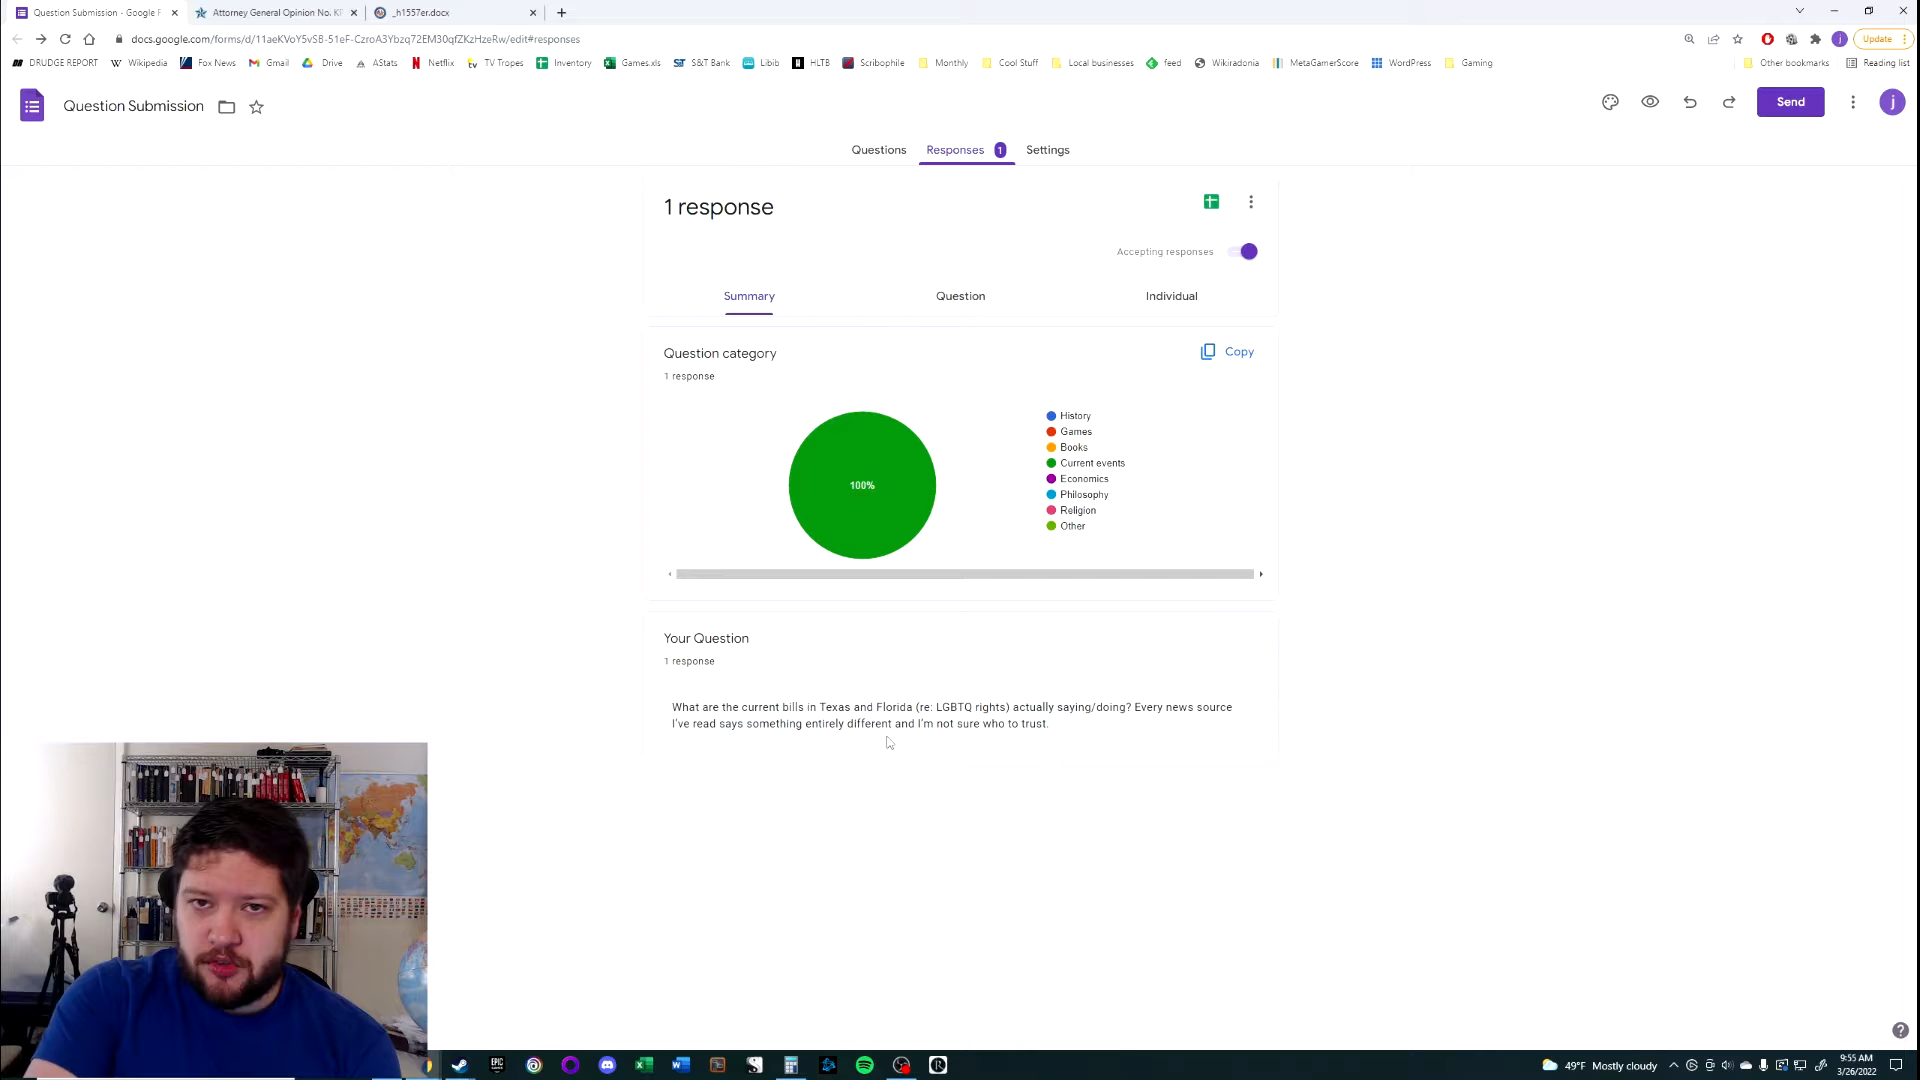 Question Submission - Google F
Attorney General Opinion No. KP
_h1557er.docx
docs.google.com/forms/d/11aeKVoY5vSB-51eF-CzroA3Ybzq72EM30qfZKzHzeRw/edit#responses
j
Update
DRUDGE REPORT
Wikipedia
Fox News
Gmail
Drive
AStats
Netflix
TV Tropes
Inventory
Games.xls
S&T Bank
Libib
HLTB
Scribophile
Monthly
Cool Stuff
Local businesses
feed
Wikiradonia
MetaGamerScore
WordPress
Gaming
Other bookmarks
Reading list
Question Submission
Send
j
Questions
Responses 1
Settings
1 response
Accepting responses
Summary
Question
Individual
Question category
Copy
1 response
100%
History
Games
Books
Current events
Economics
Philosophy
Religion
Other
Your Question
1 response
What are the current bills in Texas and Florida (re: LGBTQ rights) actually saying/doing? Every news source
I've read says something entirely different and I'm not sure who to trust.
49°F Mostly cloudy
9:55 AM
3/26/2022